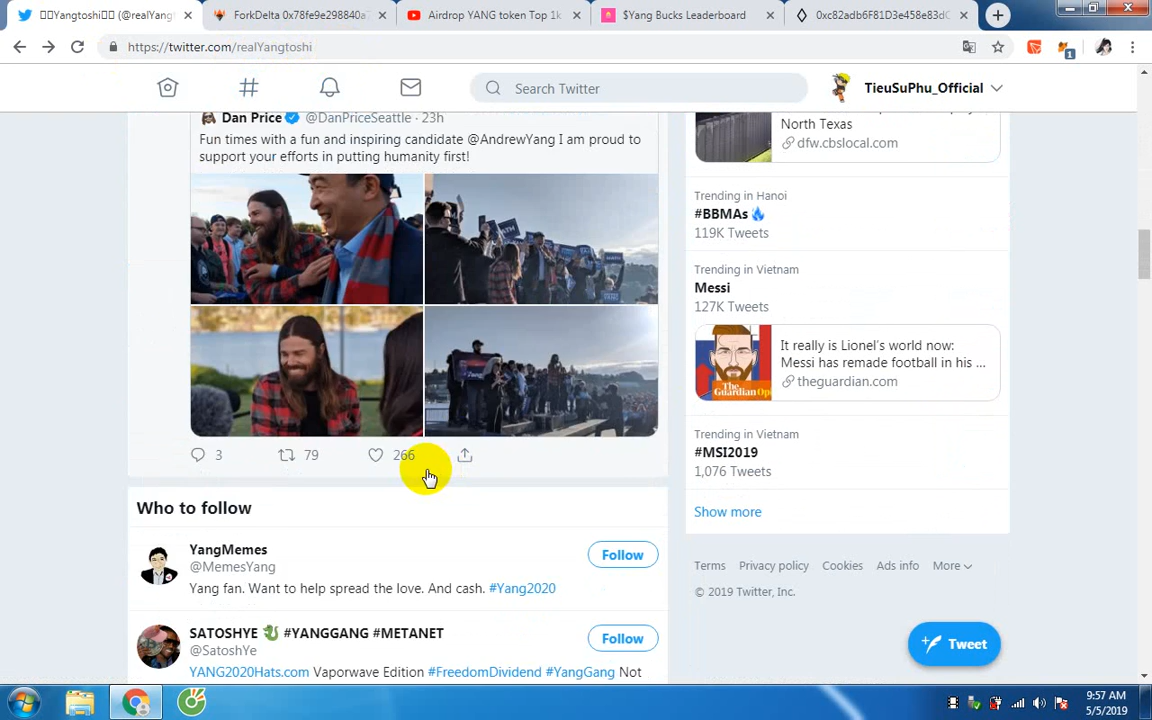 (@realYangt
ForkDelta 0x78fe9e298840a
Airdrop YANG token Top 1k
$Yang Bucks Leaderboard
0xc82adb6F81D3e458e83d
https://twitter.com/realYangtoshi
1
Search Twitter
TieuSuPhu_Official
Dan Price @DanPriceSeattle · 23h
Fun times with a fun and inspiring candidate @AndrewYang I am proud to
support your efforts in putting humanity first!
3
79
266
Who to follow
YangMemes
@MemesYang
Follow
Yang fan. Want to help spread the love. And cash. #Yang2020
SATOSHYE 🐉 #YANGGANG #METANET
@SatoshYe
Follow
YANG2020Hats.com Vaporwave Edition #FreedomDividend #YangGang Not
North Texas
dfw.cbslocal.com
Trending in Hanoi
#BBMAs🔥
119K Tweets
Trending in Vietnam
Messi
127K Tweets
The
Guardian
It really is Lionel's world now:
Messi has remade football in his ...
theguardian.com
Trending in Vietnam
#MSI2019
1,076 Tweets
Show more
Terms Privacy policy Cookies Ads info More
© 2019 Twitter, Inc.
Tweet
9:57 AM
5/5/2019